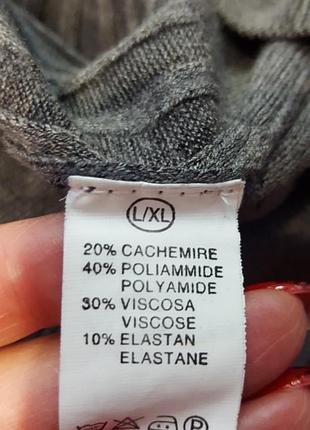 L/XL
20% CACHEMIRE
40% POLIAMMIDE
POLYAMIDE
30% VISCOSA
VISCOSE
10% ELASTAN
ELASTANE
P